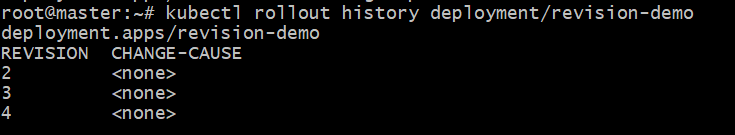 root@master:~# kubectl rollout history deployment/revision-demo
deployment.apps/revision-demo
REVISION  CHANGE-CAUSE
2         <none>
3         <none>
4         <none>